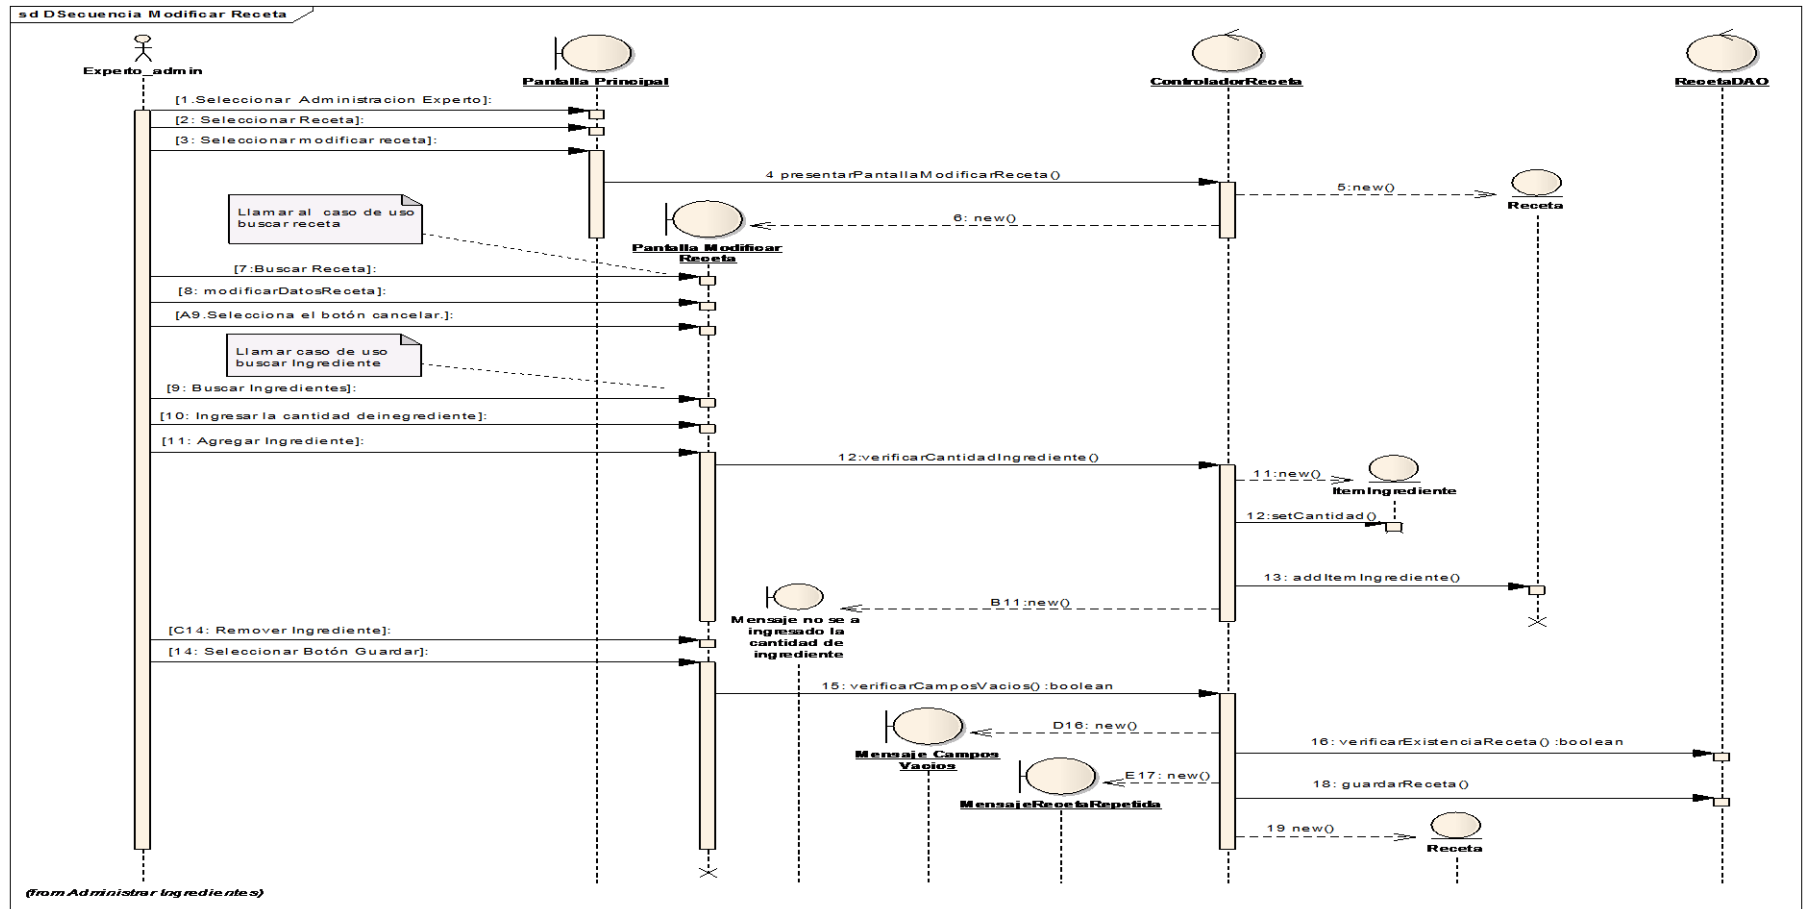 sd DSecuencia Modificar Receta
Experto_admin
Pantalla Principal
ControladorReceta
RecetaDAO
[1.Seleccionar Administracion Experto]:
[2: Seleccionar Receta]:
[3: Seleccionar modificar receta]:
4 presentarPantallaModificarReceta()
5:new()
Receta
6: new()
Llamar al caso de uso
buscar receta
Pantalla Modificar
Receta
[7:Buscar Receta]:
[8: modificarDatosReceta]:
[A9.Selecciona el botón cancelar.]:
Llamar caso de uso
buscar Ingrediente
[9: Buscar Ingredientes]:
[10: Ingresar la cantidad deinegrediente]:
[11: Agregar Ingrediente]:
12:verificarCantidadIngrediente()
11:new()
ItemIngrediente
12:setCantidad()
13: addItemIngrediente()
B11:new()
Mensaje no se a
ingresado la
cantidad de
ingrediente
[C14: Remover Ingrediente]:
[14: Seleccionar Botón Guardar]:
15: verificarCamposVacios() :boolean
D16: new()
Mensaje Campos
Vacios
16: verificarExistenciaReceta() :boolean
E17: new()
MensajeRecetaRepetida
18: guardarReceta()
19 new()
Receta
(from Administrar Ingredientes)